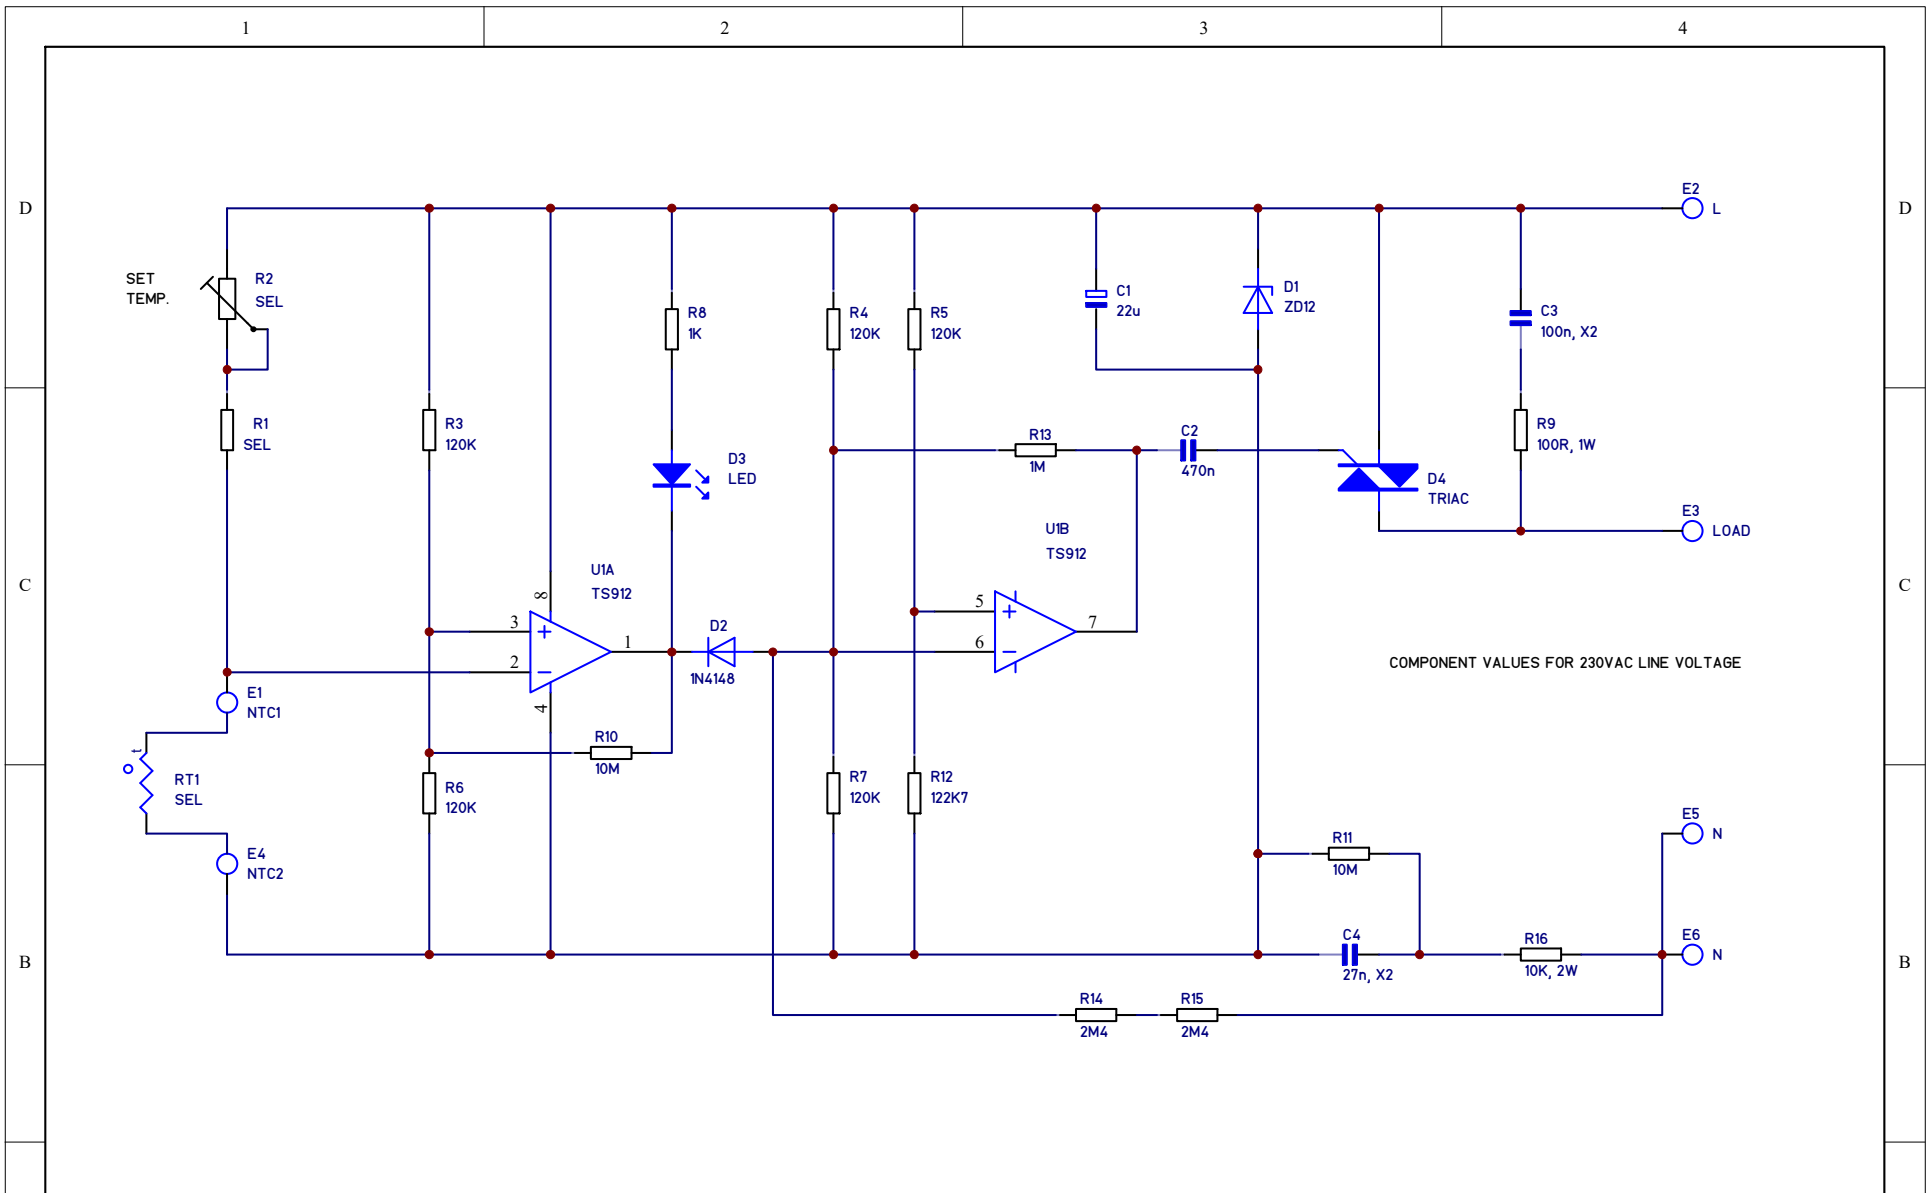 1 2 3 4
D D
E2
L
SET
TEMP.
R2
SEL
R8
1K
R4
120K
R5
120K
C1
22u
D1
ZD12
C3
100n, X2
R1
SEL
R3
120K
D3
LED
R13
1M
C2
470n
D4
TRIAC
R9
100R, 1W
E3
LOAD
U1B
TS912
C C
U1A
TS912
8
3
+
2
−
1
4
D2
1N4148
5
+
6
−
7
COMPONENT VALUES FOR 230VAC LINE VOLTAGE
E1
NTC1
R10
10M
t
RT1
SEL
R6
120K
R7
120K
R12
122K7
E4
NTC2
R11
10M
E5
N
B B
C4
27n, X2
R16
10K, 2W
E6
N
R14
2M4
R15
2M4